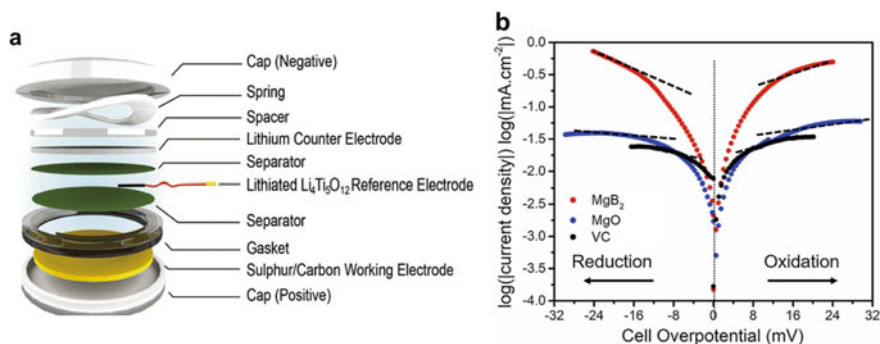 a
Cap (Negative)
Spring
Spacer
Lithium Counter Electrode
Separator
Lithiated Li4Ti5O12 Reference Electrode
Separator
Gasket
Sulphur/Carbon Working Electrode
Cap (Positive)
b
log(|current density|) log(|mA.cm-2|)
0.0
-0.5
-1.0
-1.5
-2.0
-2.5
-3.0
-3.5
-4.0
MgB2
MgO
VC
Reduction
Oxidation
-32 -24 -16 -8 0 8 16 24 32
Cell Overpotential (mV)